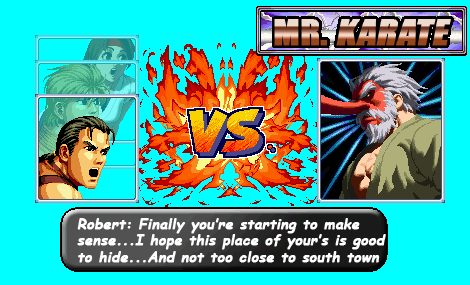 MR. KARATE
VS.
Robert: Finally you're starting to make
sense...I hope this place of your's is good
to hide...And not too close to south town